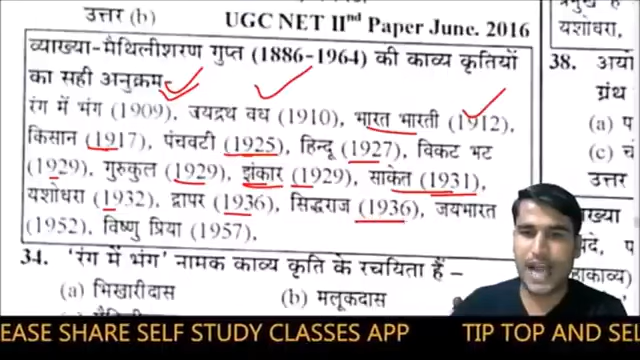 उत्तर (b)
UGC NET IInd Paper June. 2016
व्याख्या–मैथिलीशरण गुप्त (1886–1964) की काव्य कृतियों
का सही अनुक्रम–
रंग में भंग (1909), जयद्रथ वध (1910), भारत भारती (1912),
किसान (1917), पंचवटी (1925), हिन्दू (1927), विकट भट
(1929), गुरुकुल (1929), झंकार (1929), साकेत (1931),
यशोधरा (1932), द्वापर (1936), सिद्धराज (1936), जयभारत
(1952), विष्णु प्रिया (1957).
34. 'रंग में भंग' नामक काव्य कृति के रचयिता हैं –
(a) भिखारीदास
(b) मलूकदास
यशोधरा,
38.
ग्रंथ
(a)
(c)
उत्तर
EASE SHARE SELF STUDY CLASSES APP
TIP TOP AND SE